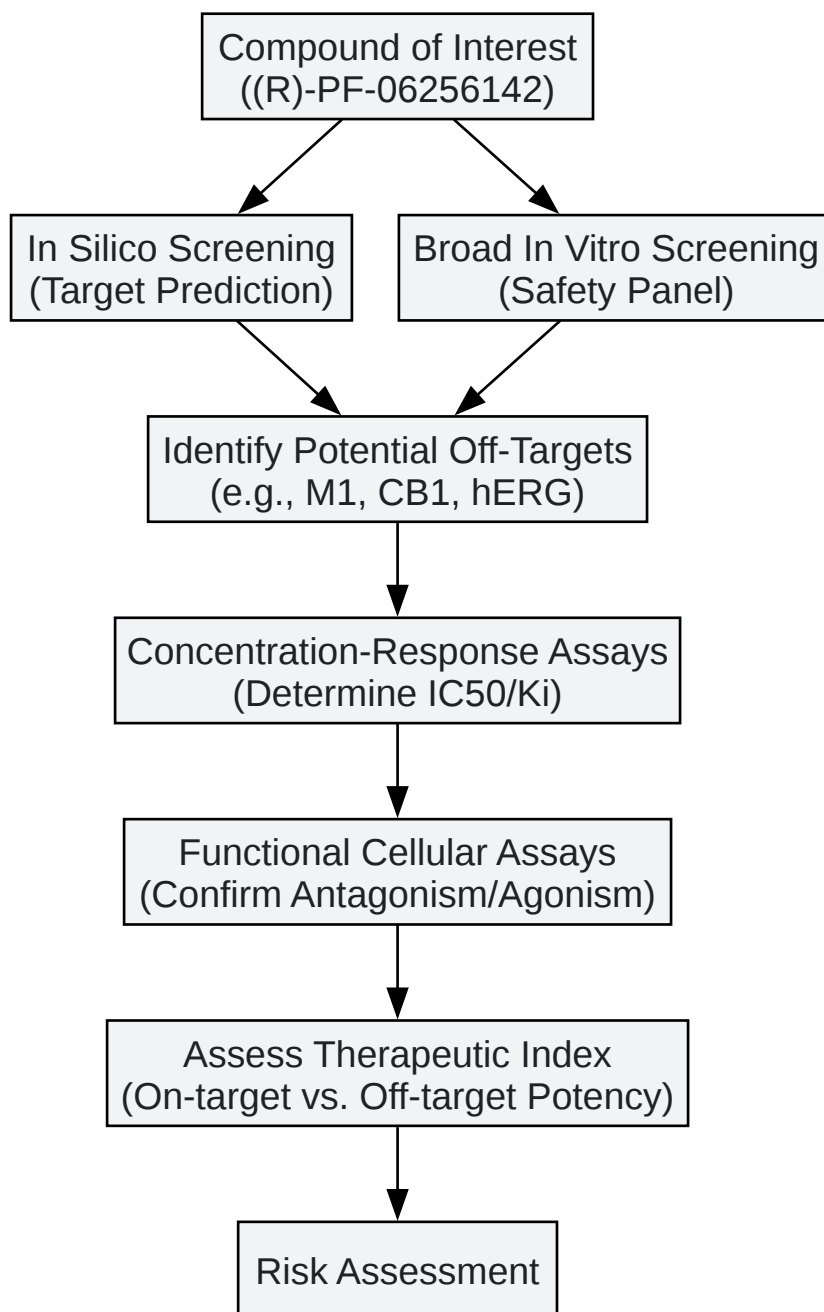 Compound of Interest
((R)-PF-06256142)
In Silico Screening
(Target Prediction)
Broad In Vitro Screening
(Safety Panel)
Identify Potential Off-Targets
(e.g., M1, CB1, hERG)
Concentration-Response Assays
(Determine IC50/Ki)
Functional Cellular Assays
(Confirm Antagonism/Agonism)
Assess Therapeutic Index
(On-target vs. Off-target Potency)
Risk Assessment